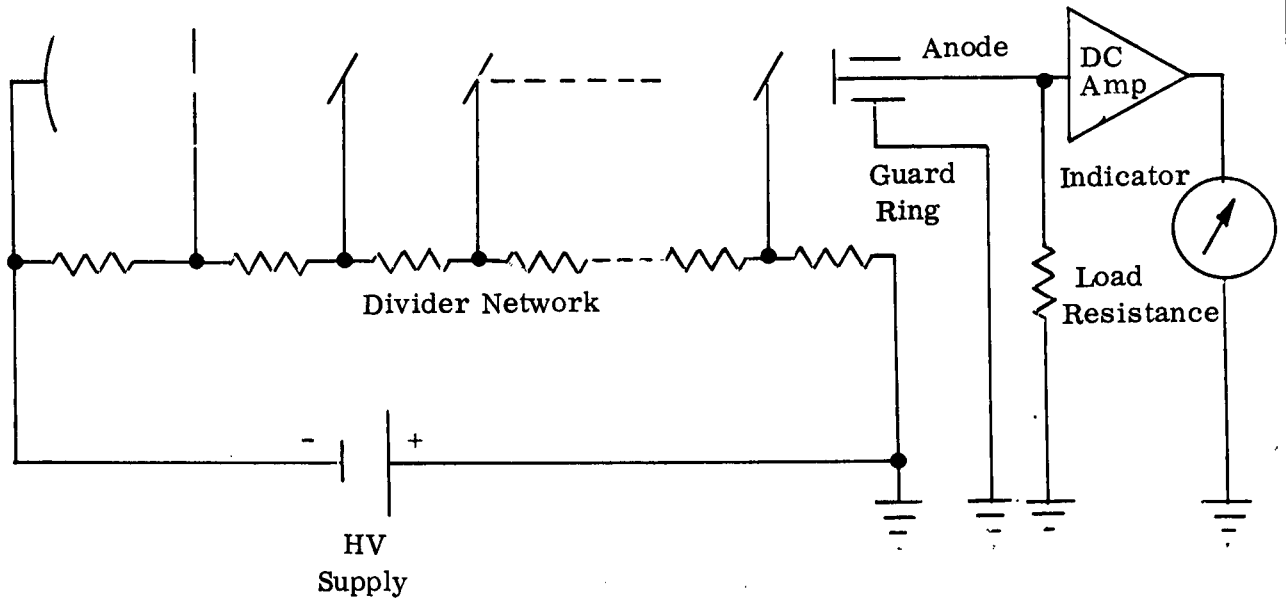 Anode
DC
Amp
Guard
Ring
Indicator
Divider Network
Load
Resistance
- +
HV
Supply